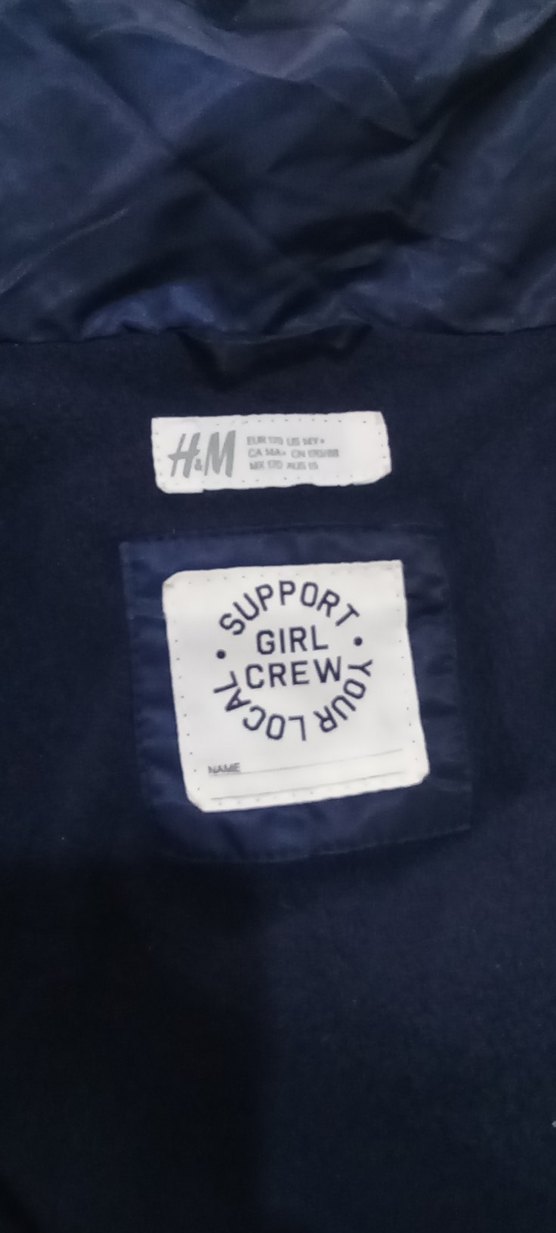 H&M
EUR 170 US 14Y+
CA 14A+ CN 170/88
MX 170 AUS 15
SUPPORT
GIRL
CREW
YOUR LOCAL
NAME